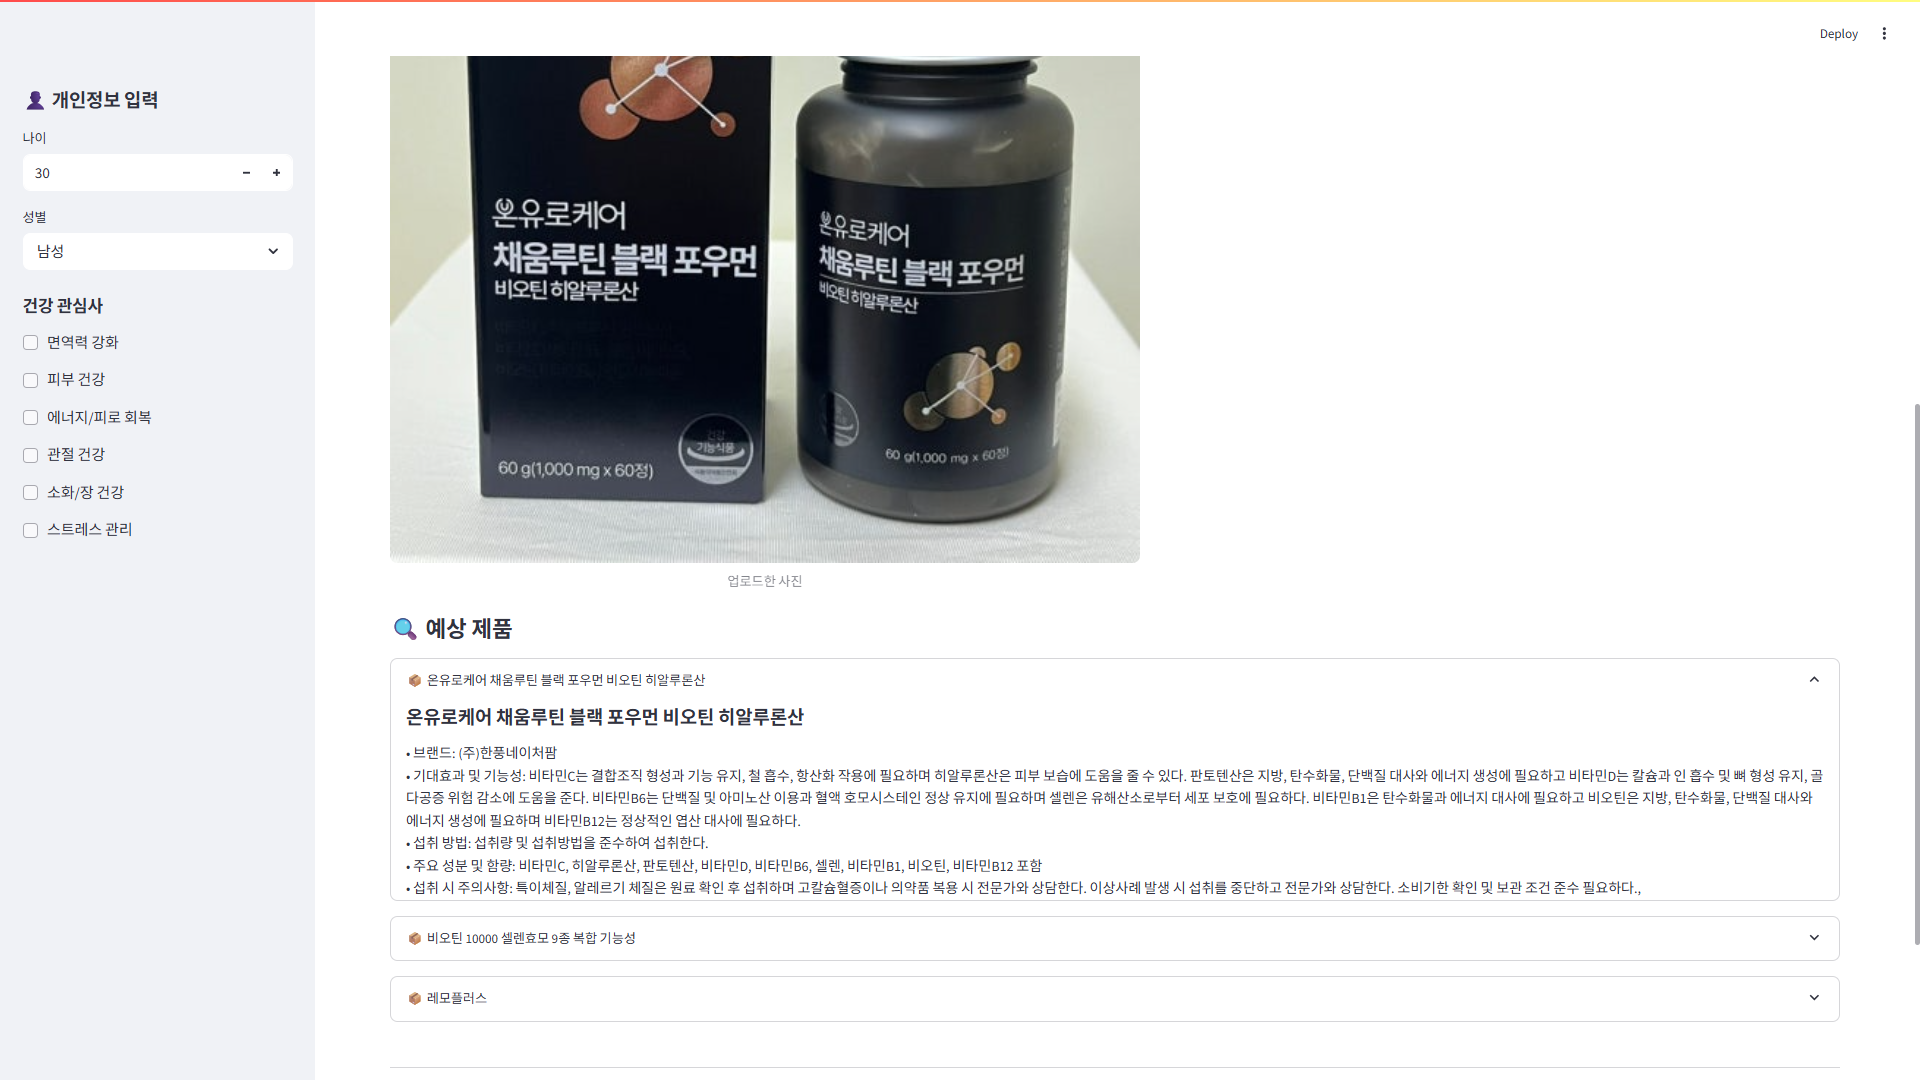 Deploy
개인정보 입력
나이
30
성별
남성
건강 관심사
면역력 강화
피부 건강
에너지/피로 회복
관절 건강
소화/장 건강
스트레스 관리
온유로케어
채움루틴 블랙 포우먼
비오틴 히알루론산
60 g(1,000 mg x 60정)
건강
기능식품
온유로케어
채움루틴 블랙 포우먼
비오틴 히알루론산
60 g(1,000 mg x 60정)
업로드한 사진
예상 제품
온유로케어 채움루틴 블랙 포우먼 비오틴 히알루론산
온유로케어 채움루틴 블랙 포우먼 비오틴 히알루론산
• 브랜드: (주)한풍네이처팜
• 기대효과 및 기능성: 비타민C는 결합조직 형성과 기능 유지, 철 흡수, 항산화 작용에 필요하며 히알루론산은 피부 보습에 도움을 줄 수 있다. 판토텐산은 지방, 탄수화물, 단백질 대사와 에너지 생성에 필요하고 비타민D는 칼슘과 인 흡수 및 뼈 형성 유지, 골
다공증 위험 감소에 도움을 준다. 비타민B6는 단백질 및 아미노산 이용과 혈액 호모시스테인 정상 유지에 필요하며 셀렌은 유해산소로부터 세포 보호에 필요하다. 비타민B1은 탄수화물과 에너지 대사에 필요하고 비오틴은 지방, 탄수화물, 단백질 대사와
에너지 생성에 필요하며 비타민B12는 정상적인 엽산 대사에 필요하다.
• 섭취 방법: 섭취량 및 섭취방법을 준수하여 섭취한다.
• 주요 성분 및 함량: 비타민C, 히알루론산, 판토텐산, 비타민D, 비타민B6, 셀렌, 비타민B1, 비오틴, 비타민B12 포함
• 섭취 시 주의사항: 특이체질, 알레르기 체질은 원료 확인 후 섭취하며 고칼슘혈증이나 의약품 복용 시 전문가와 상담한다. 이상사례 발생 시 섭취를 중단하고 전문가와 상담한다. 소비기한 확인 및 보관 조건 준수 필요하다.,
비오틴 10000 셀렌효모 9종 복합 기능성
레모플러스